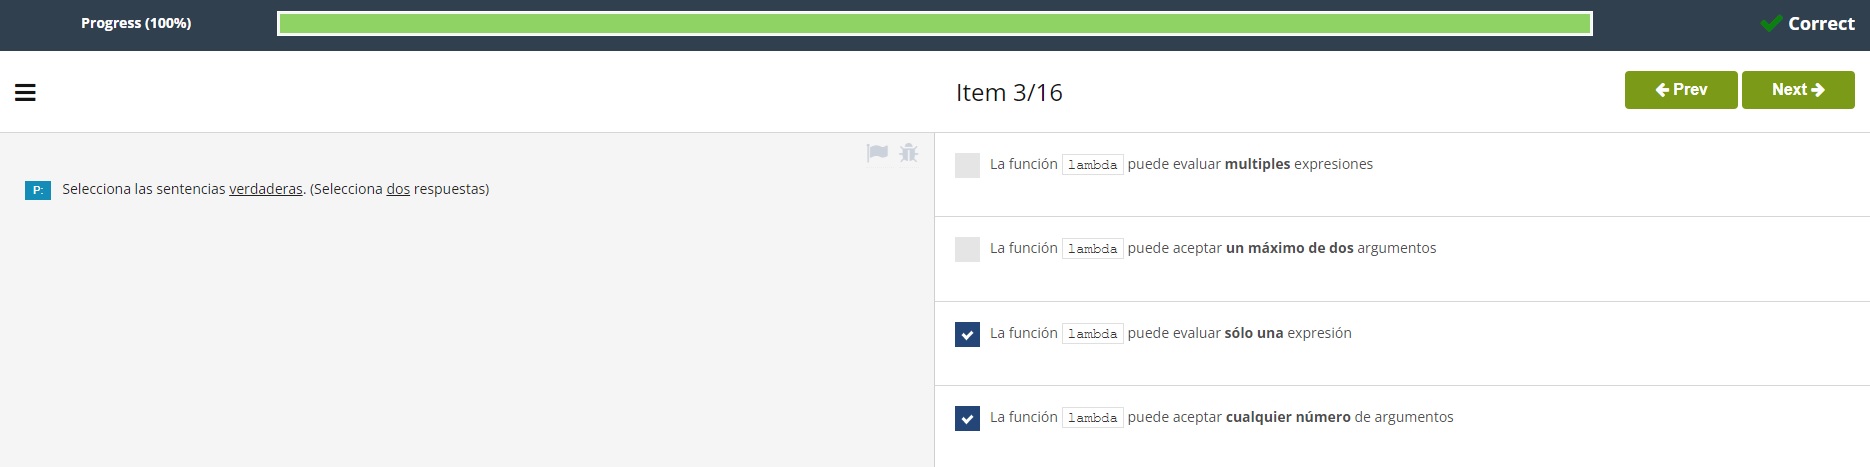 Progress (100%)
Correct
Item 3/16
Prev
Next
P: Selecciona las sentencias verdaderas. (Selecciona dos respuestas)
La función lambda puede evaluar multiples expresiones
La función lambda puede aceptar un máximo de dos argumentos
La función lambda puede evaluar sólo una expresión
La función lambda puede aceptar cualquier número de argumentos